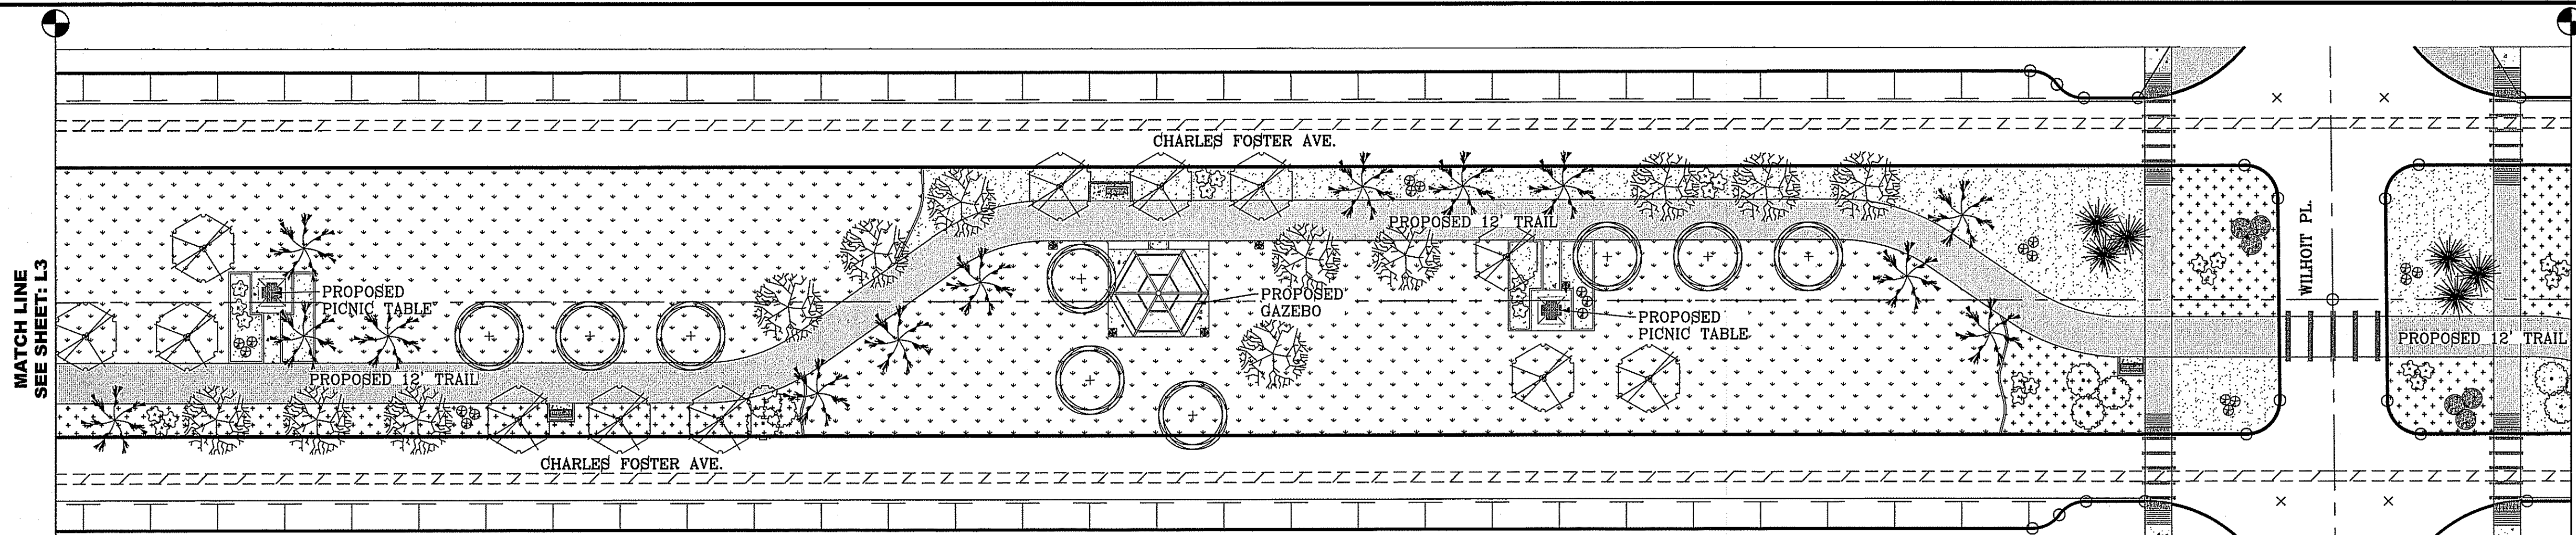 MATCH LINE
SEE SHEET: L3
CHARLES FOSTER AVE.
PROPOSED 12' TRAIL
PROPOSED
PICNIC TABLE
PROPOSED
GAZEBO
PROPOSED
PICNIC TABLE
PROPOSED 12' TRAIL
CHARLES FOSTER AVE.
WILHOIT PL.
PROPOSED 12' TRAIL